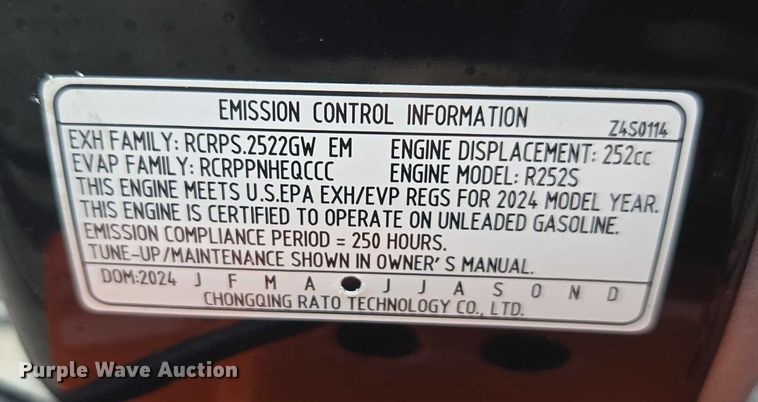 EMISSION CONTROL INFORMATION
Z4S0114
EXH FAMILY: RCRPS.2522GW EM ENGINE DISPLACEMENT: 252cc
EVAP FAMILY: RCRPPNHEQCCC ENGINE MODEL: R252S
THIS ENGINE MEETS U.S.EPA EXH/EVP REGS FOR 2024 MODEL YEAR.
THIS ENGINE IS CERTIFIED TO OPERATE ON UNLEADED GASOLINE.
EMISSION COMPLIANCE PERIOD = 250 HOURS.
TUNE-UP/MAINTENANCE SHOWN IN OWNER'S MANUAL.
DOM:2024 J F M A J J A S O N D
CHONGQING RATO TECHNOLOGY CO., LTD.
Purple Wave Auction